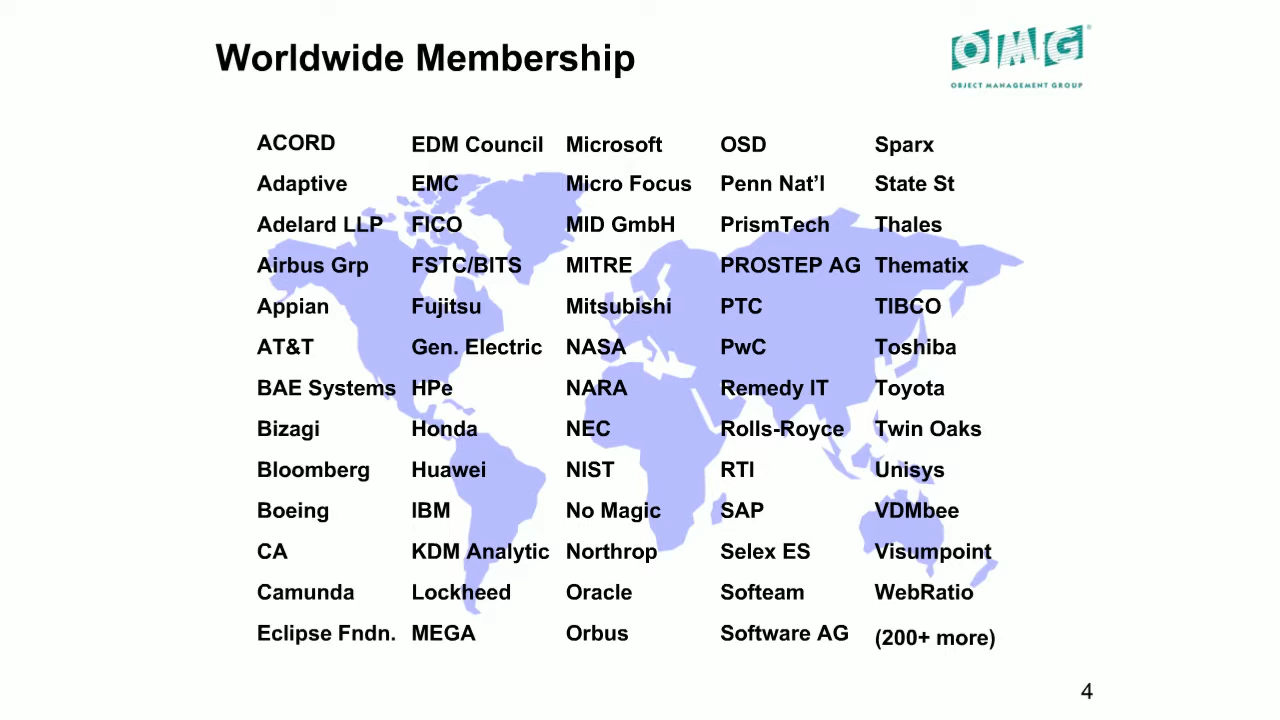 Worldwide Membership
OMG
OBJECT MANAGEMENT GROUP
ACORD EDM Council Microsoft OSD Sparx
Adaptive EMC Micro Focus Penn Nat’l State St
Adelard LLP FICO MID GmbH PrismTech Thales
Airbus Grp FSTC/BITS MITRE PROSTEP AG Thematix
Appian Fujitsu Mitsubishi PTC TIBCO
AT&T Gen. Electric NASA PwC Toshiba
BAE Systems HPe NARA Remedy IT Toyota
Bizagi Honda NEC Rolls-Royce Twin Oaks
Bloomberg Huawei NIST RTI Unisys
Boeing IBM No Magic SAP VDMbee
CA KDM Analytic Northrop Selex ES Visumpoint
Camunda Lockheed Oracle Softeam WebRatio
Eclipse Fndn. MEGA Orbus Software AG (200+ more)
4